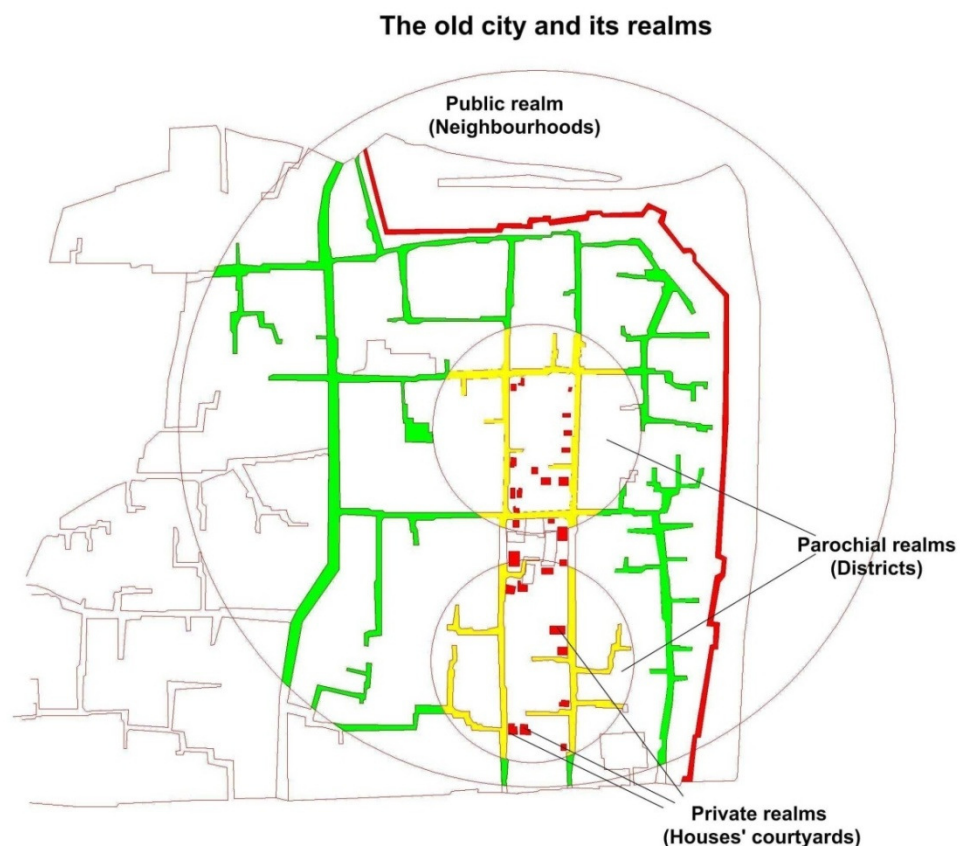 The old city and its realms
Public realm
(Neighbourhoods)
Parochial realms
(Districts)
Private realms
(Houses' courtyards)